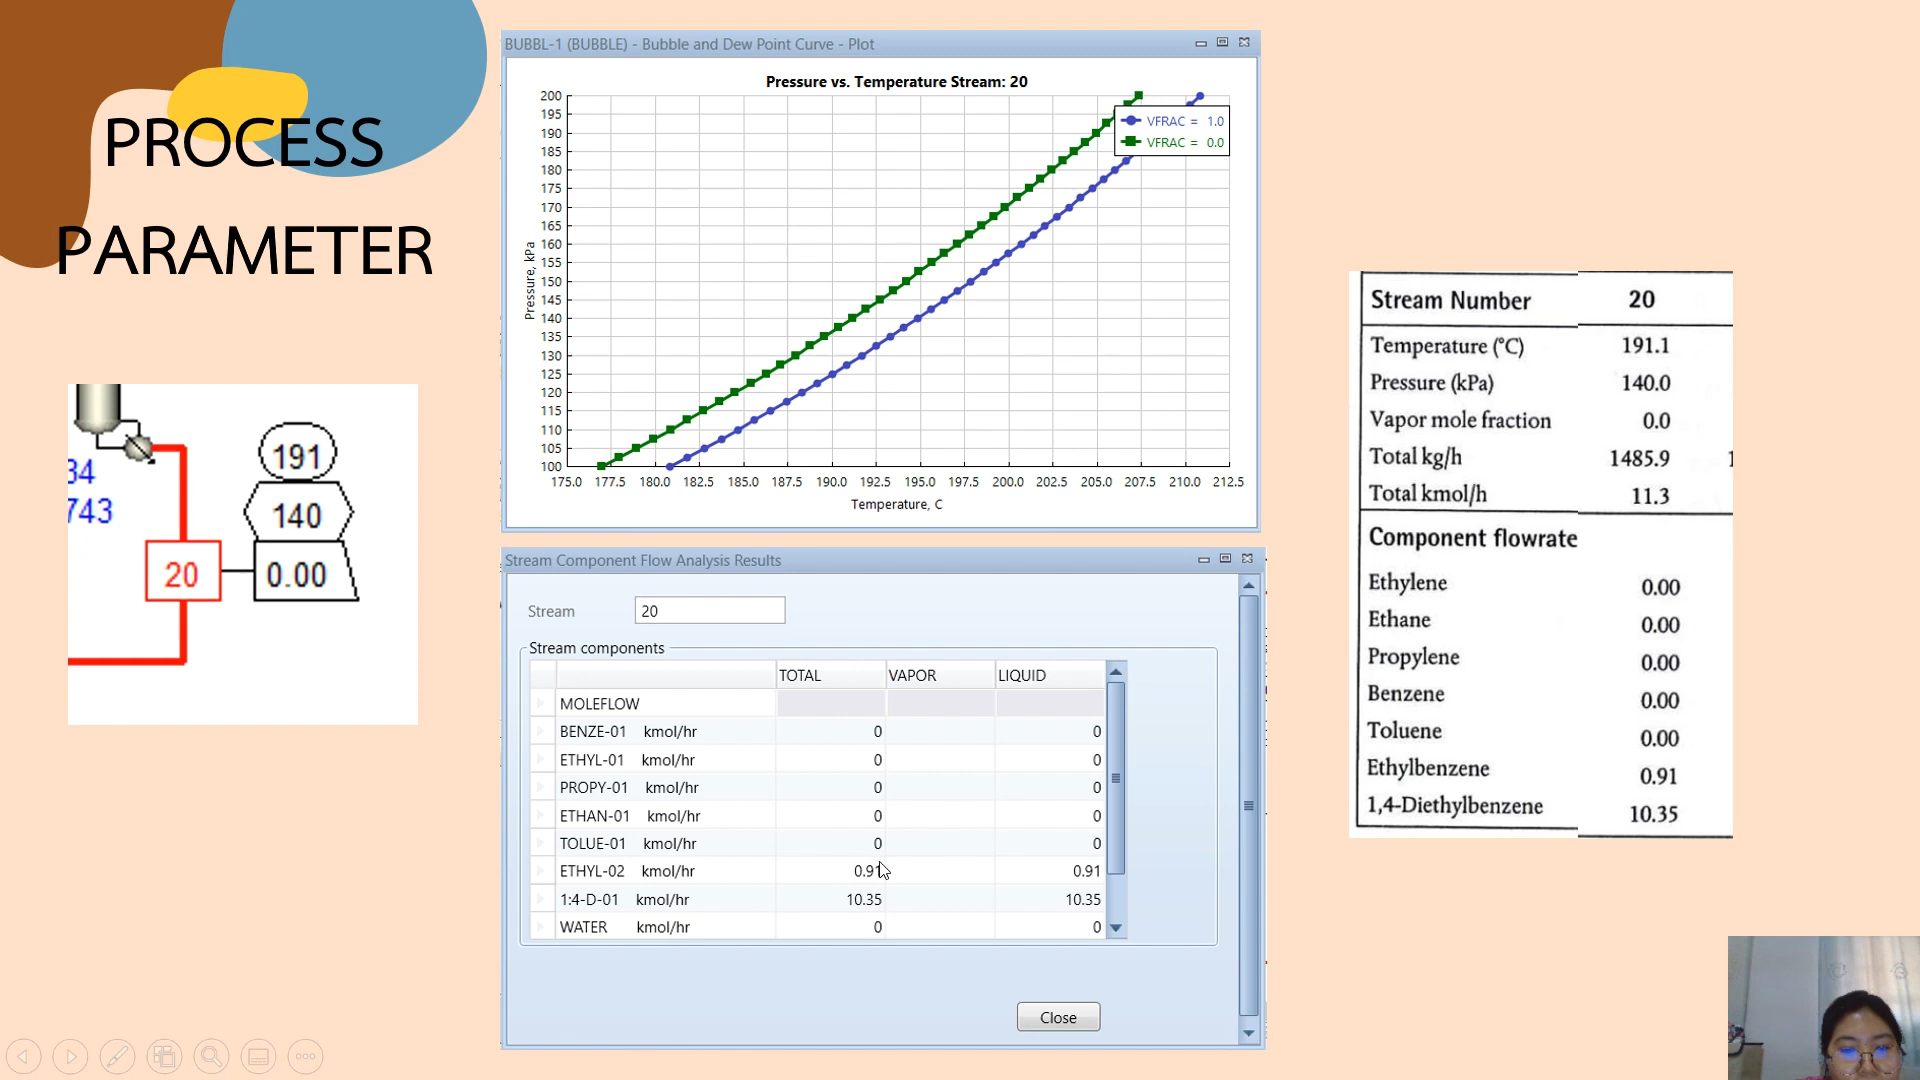 PROCESS
PARAMETER
34
743
191
140
20
0.00
BUBBL-1 (BUBBLE) - Bubble and Dew Point Curve - Plot
Pressure vs. Temperature Stream: 20
VFRAC = 1.0
VFRAC = 0.0
Pressure, kPa
200
195
190
185
180
175
170
165
160
155
150
145
140
135
130
125
120
115
110
105
100
175.0 177.5 180.0 182.5 185.0 187.5 190.0 192.5 195.0 197.5 200.0 202.5 205.0 207.5 210.0 212.5
Temperature, C
Stream Component Flow Analysis Results
Stream 20
Stream components
TOTAL VAPOR LIQUID
MOLEFLOW
BENZE-01 kmol/hr 0 0
ETHYL-01 kmol/hr 0 0
PROPY-01 kmol/hr 0 0
ETHAN-01 kmol/hr 0 0
TOLUE-01 kmol/hr 0 0
ETHYL-02 kmol/hr 0.91 0.91
1:4-D-01 kmol/hr 10.35 10.35
WATER kmol/hr 0 0
Close
Stream Number 20
Temperature (°C) 191.1
Pressure (kPa) 140.0
Vapor mole fraction 0.0
Total kg/h 1485.9 1
Total kmol/h 11.3
Component flowrate
Ethylene 0.00
Ethane 0.00
Propylene 0.00
Benzene 0.00
Toluene 0.00
Ethylbenzene 0.91
1,4-Diethylbenzene 10.35